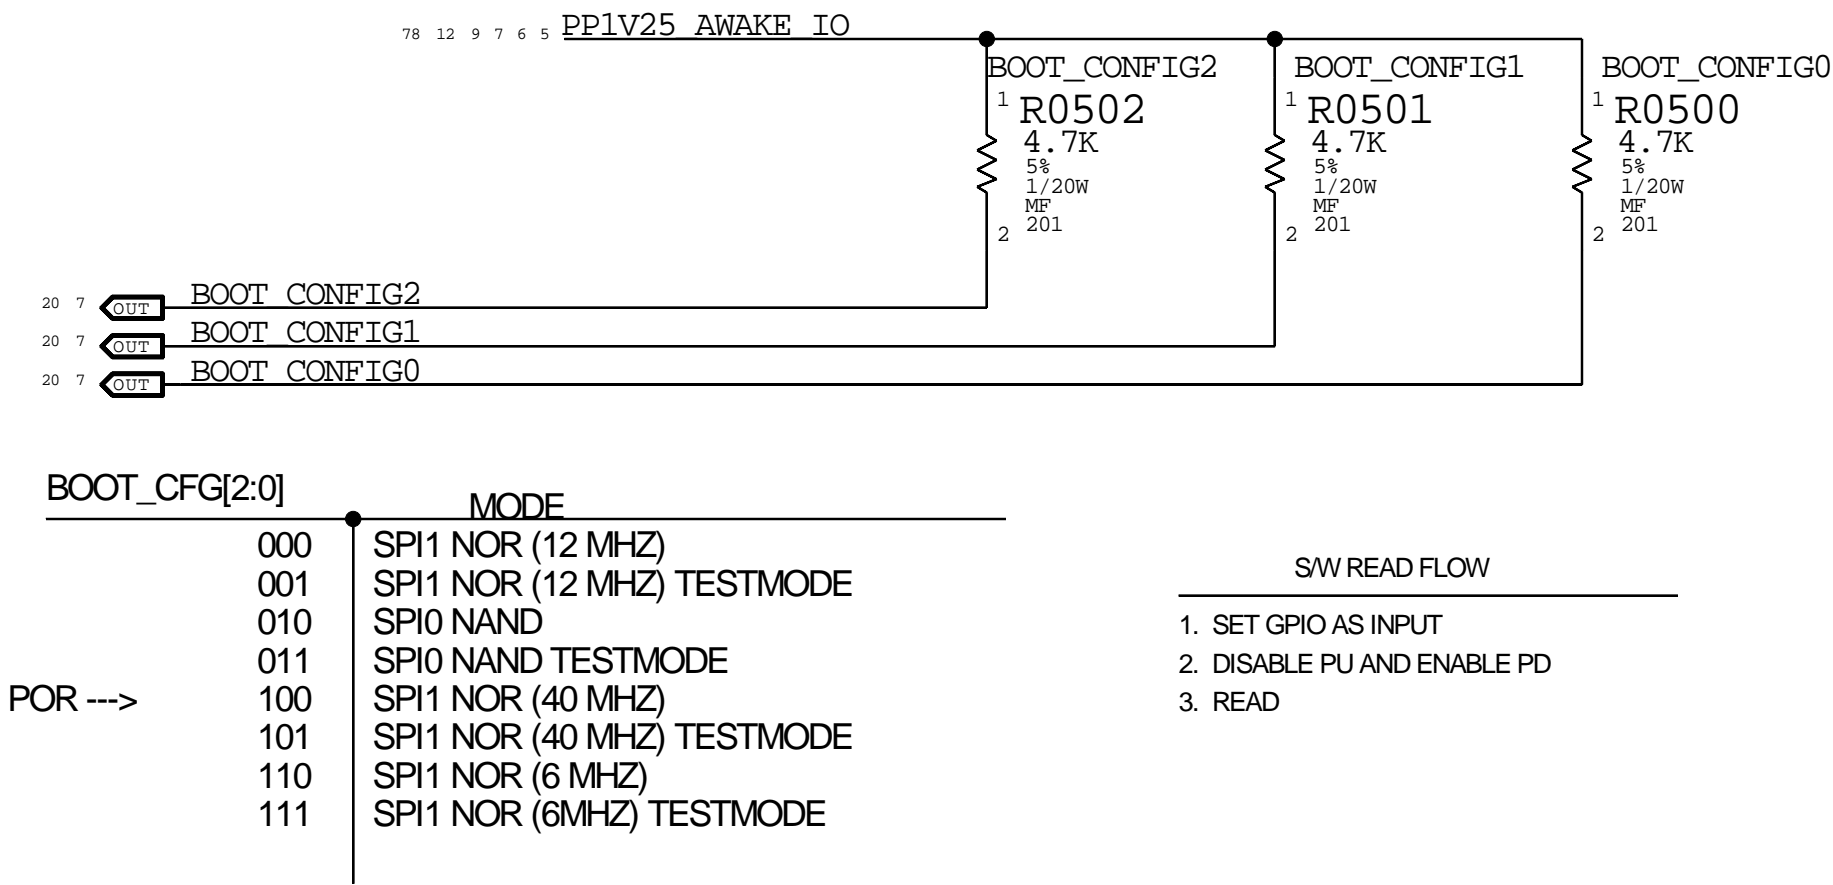 78 12 9 7 6 5 PP1V25_AWAKE_IO
BOOT_CONFIG2 BOOT_CONFIG1 BOOT_CONFIG0
1 R0502 1 R0501 1 R0500
4.7K 4.7K 4.7K
5% 5% 5%
1/20W 1/20W 1/20W
MF MF MF
201 201 201
2 2 2
20 7 OUT BOOT_CONFIG2
20 7 OUT BOOT_CONFIG1
20 7 OUT BOOT_CONFIG0
BOOT_CFG[2:0] MODE
000 SPI1 NOR (12 MHZ)
001 SPI1 NOR (12 MHZ) TESTMODE
010 SPI0 NAND
011 SPI0 NAND TESTMODE
POR ---> 100 SPI1 NOR (40 MHZ)
101 SPI1 NOR (40 MHZ) TESTMODE
110 SPI1 NOR (6 MHZ)
111 SPI1 NOR (6MHZ) TESTMODE
S/W READ FLOW
1. SET GPIO AS INPUT
2. DISABLE PU AND ENABLE PD
3. READ